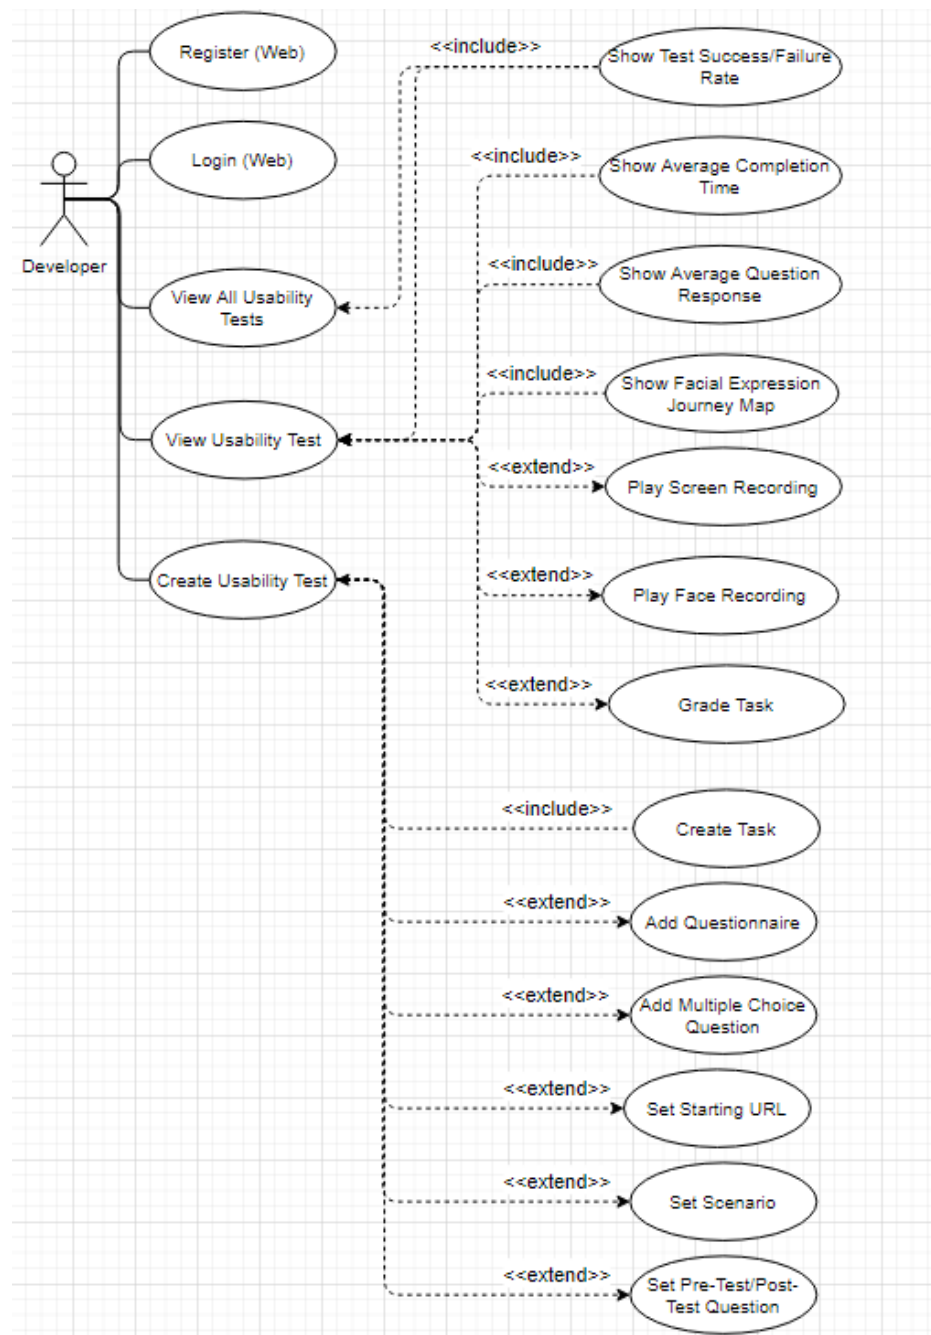 Register (Web)
<<include>>
Show Test Success/Failure
Rate
Login (Web)
<<include>>
Show Average Completion
Time
Developer
View All Usability
Tests
<<include>>
Show Average Question
Response
<<include>>
Show Facial Expression
Journey Map
View Usability Test
<<extend>>
Play Screen Recording
Create Usability Test
<<extend>>
Play Face Recording
<<extend>>
Grade Task
<<include>>
Create Task
<<extend>>
Add Questionnaire
<<extend>>
Add Multiple Choice
Question
<<extend>>
Set Starting URL
<<extend>>
Set Scenario
<<extend>>
Set Pre-Test/Post-
Test Question